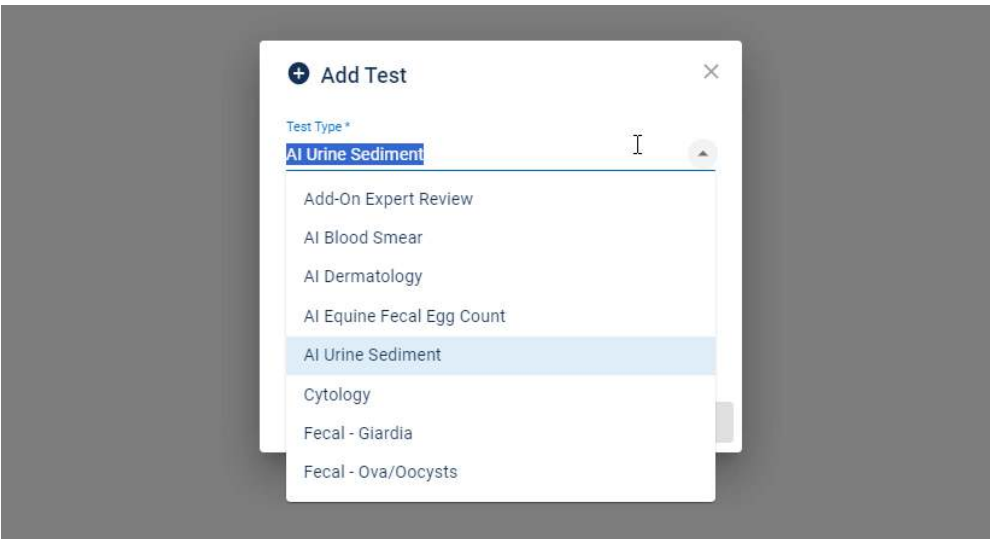 Add Test
Test Type *
AI Urine Sediment
Add-On Expert Review
AI Blood Smear
AI Dermatology
AI Equine Fecal Egg Count
AI Urine Sediment
Cytology
Fecal - Giardia
Fecal - Ova/Oocysts